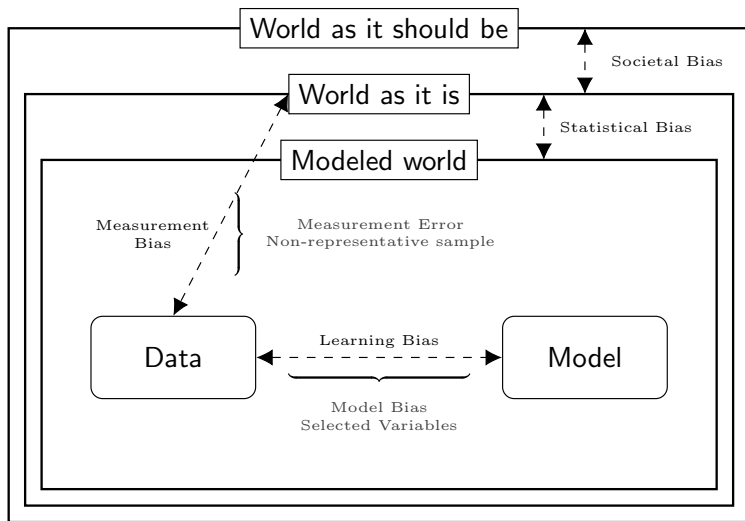 World as it should be
Societal Bias
World as it is
Statistical Bias
Modeled world
Measurement
Bias
Measurement Error
Non-representative sample
Data
Learning Bias
Model
Model Bias
Selected Variables